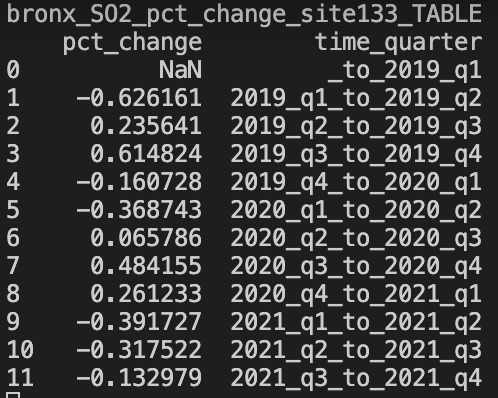 bronx_SO2_pct_change_site133_TABLE
pct_change time_quarter
0 NaN _to_2019_q1
1 -0.626161 2019_q1_to_2019_q2
2 0.235641 2019_q2_to_2019_q3
3 0.614824 2019_q3_to_2019_q4
4 -0.160728 2019_q4_to_2020_q1
5 -0.368743 2020_q1_to_2020_q2
6 0.065786 2020_q2_to_2020_q3
7 0.484155 2020_q3_to_2020_q4
8 0.261233 2020_q4_to_2021_q1
9 -0.391727 2021_q1_to_2021_q2
10 -0.317522 2021_q2_to_2021_q3
11 -0.132979 2021_q3_to_2021_q4